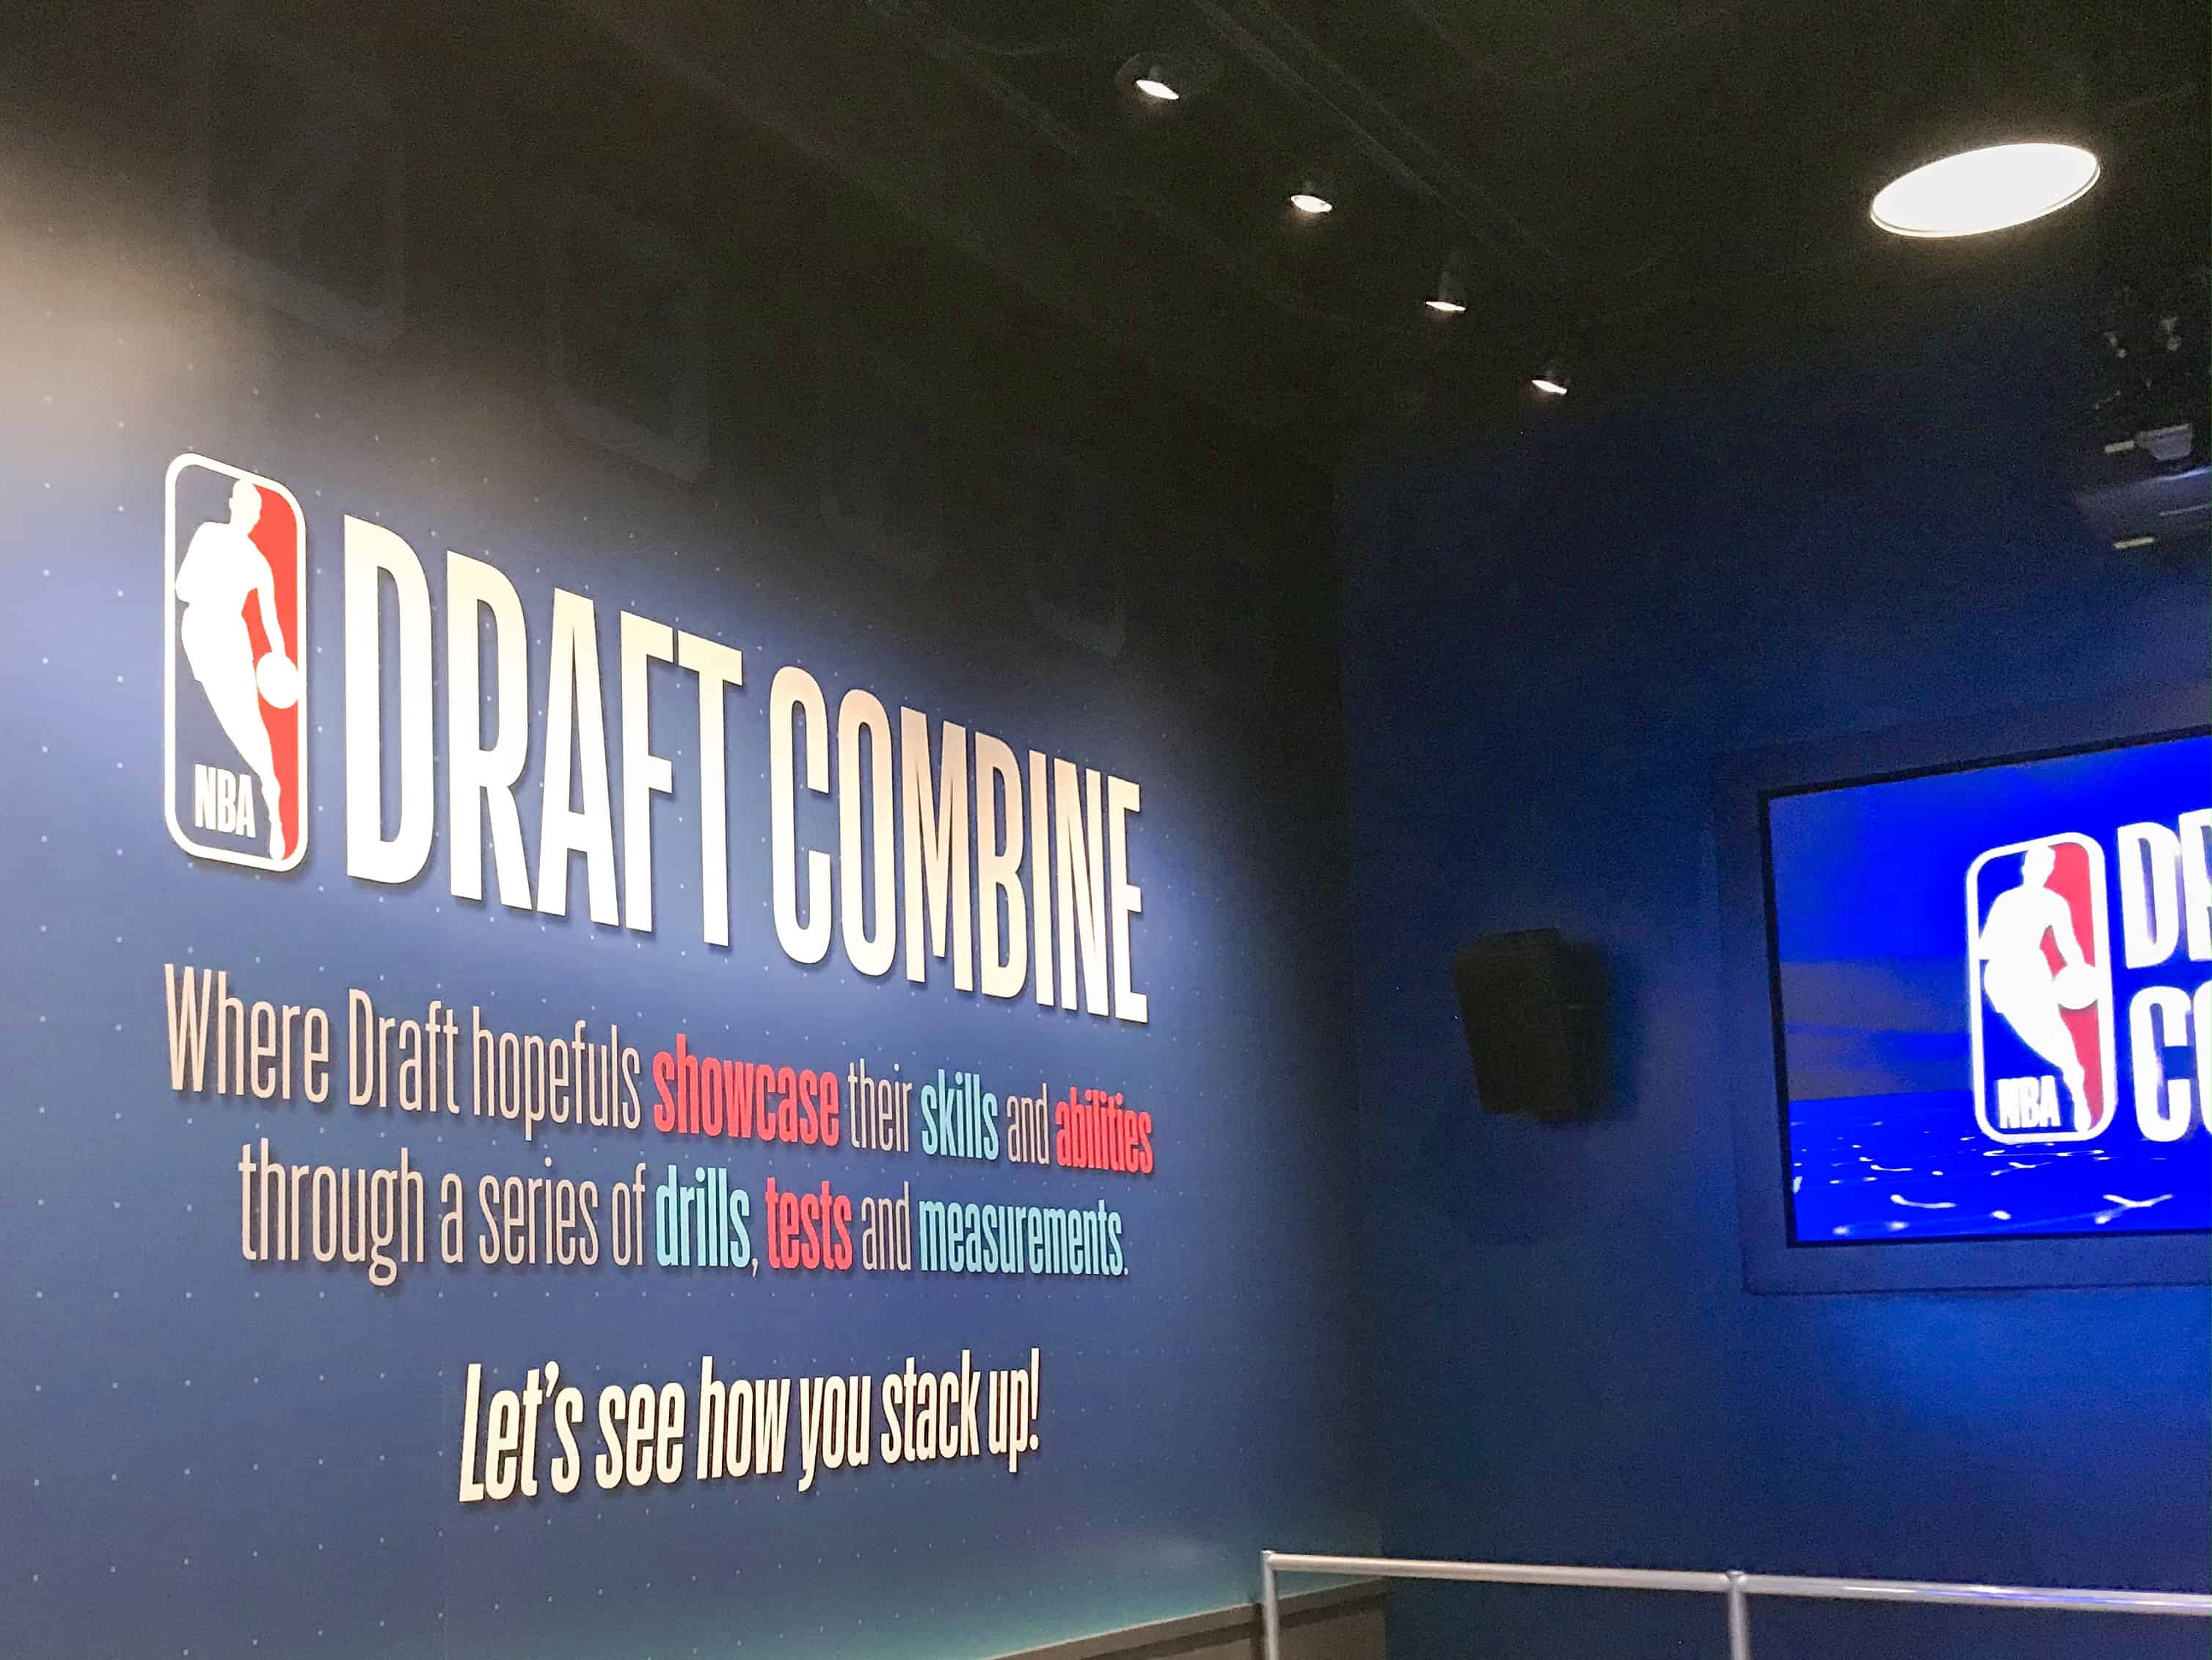 NBA
DRAFT COMBINE
Where Draft hopefuls showcase their skills and abilities
through a series of drills, tests and measurements.
Let's see how you stack up!
NBA